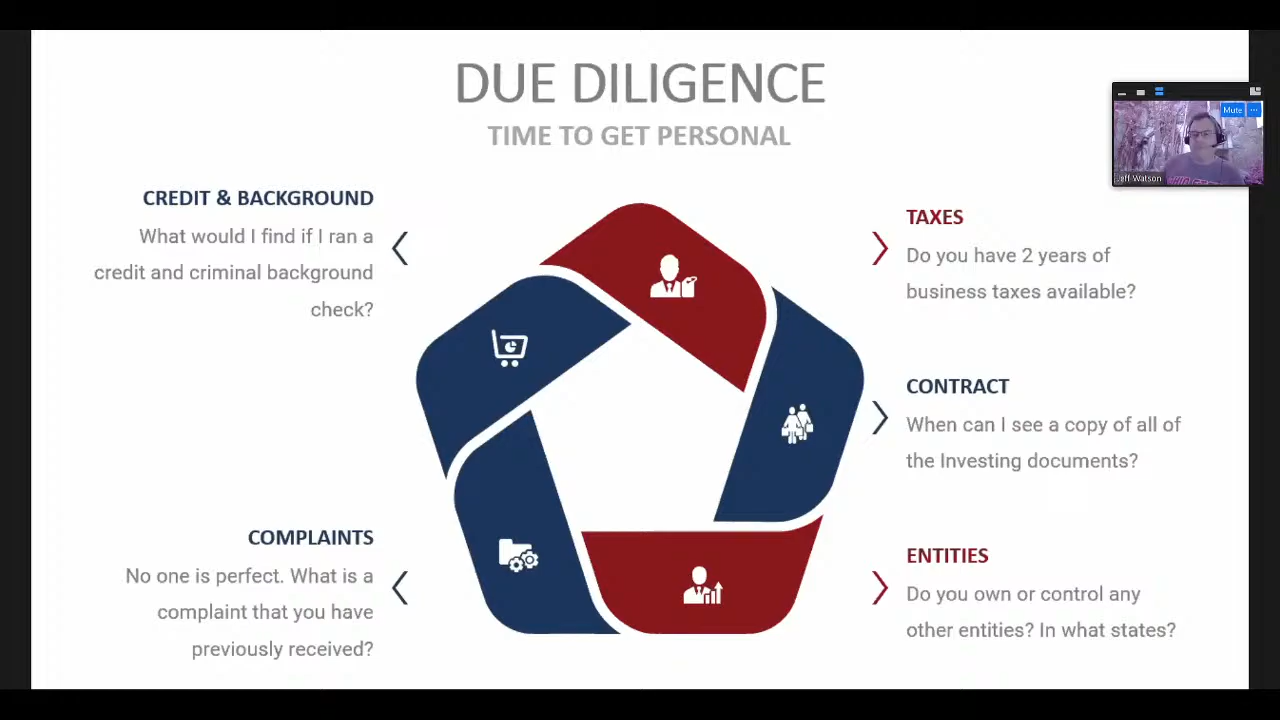 DUE DILIGENCE
TIME TO GET PERSONAL
Mute
Jeff Watson
CREDIT & BACKGROUND
What would I find if I ran a
credit and criminal background
check?
COMPLAINTS
No one is perfect. What is a
complaint that you have
previously received?
TAXES
Do you have 2 years of
business taxes available?
CONTRACT
When can I see a copy of all of
the Investing documents?
ENTITIES
Do you own or control any
other entities? In what states?